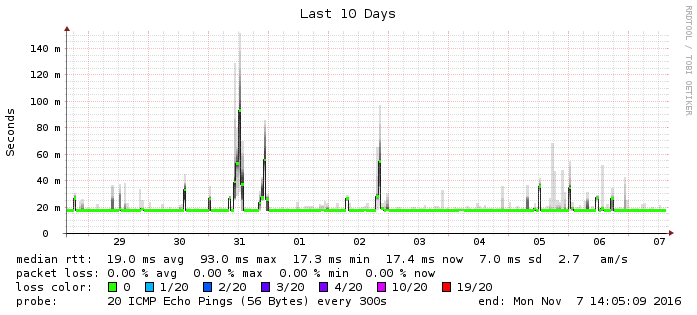 Last 10 Days
RRDTOOL / TOBI OETIKER
Seconds
140 m
120 m
100 m
80 m
60 m
40 m
20 m
0
29 30 31 01 02 03 04 05 06 07
median rtt: 19.0 ms avg 93.0 ms max 17.3 ms min 17.4 ms now 7.0 ms sd 2.7 am/s
packet loss: 0.00 % avg 0.00 % max 0.00 % min 0.00 % now
loss color: 0 1/20 2/20 3/20 4/20 10/20 19/20
probe: 20 ICMP Echo Pings (56 Bytes) every 300s end: Mon Nov 7 14:05:09 2016